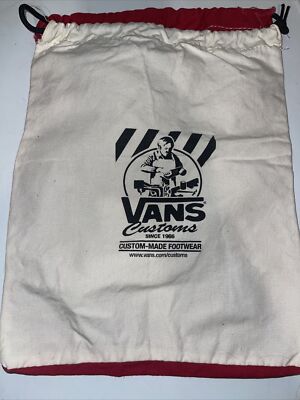 VANS
Customs
SINCE 1966
CUSTOM-MADE FOOTWEAR
www.vans.com/customs